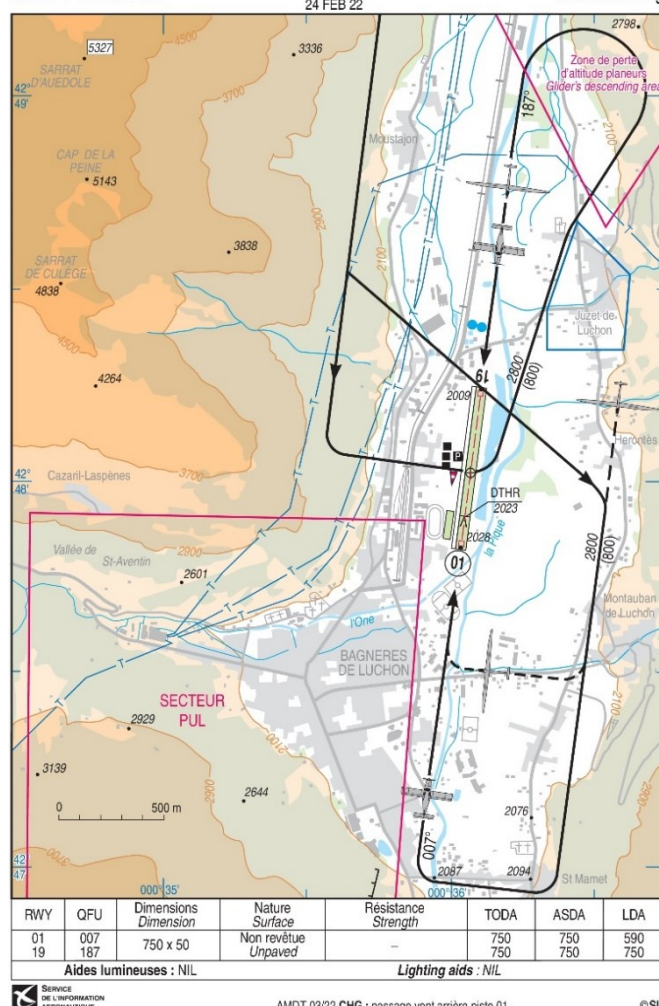 24 FEB 22
5327
4500
3336
2798
SARRAT
D'AUEDOLE
42°
49'
3700
Zone de perte
d'altitude planeurs
Glider's descending area
187°
2100
Moustajon
CAP DE LA
PEINE
5143
2900
2100
3838
SARRAT
DE CULÈGE
4838
4500
Juzet de
Luchon
4264
19
2009
2800
(800)
Herontès
P
3700
42°
48'
Cazaril-Laspènes
DTHR
2023
2028
la Pique
01
2900
Vallée de
St-Aventin
2601
2800
(800)
l'One
Montauban
de Luchon
BAGNERES
DE LUCHON
SECTEUR
PUL
2929
2100
3139
2644
2900
2900
0 500 m
2076
007°
3700
42°
47'
2087
2094
St Mamet
000° 35'
000° 36'
RWY QFU Dimensions Dimension Nature Surface Résistance Strength TODA ASDA LDA
01 007 750 x 50 Non revêtue Unpaved - 750 750 590
19 187 750 750 750
Aides lumineuses : NIL Lighting aids : NIL
SERVICE
DE L'INFORMATION
AERONAUTIQUE
AMDT 03/22 CHG : passage vent arrière piste 01.